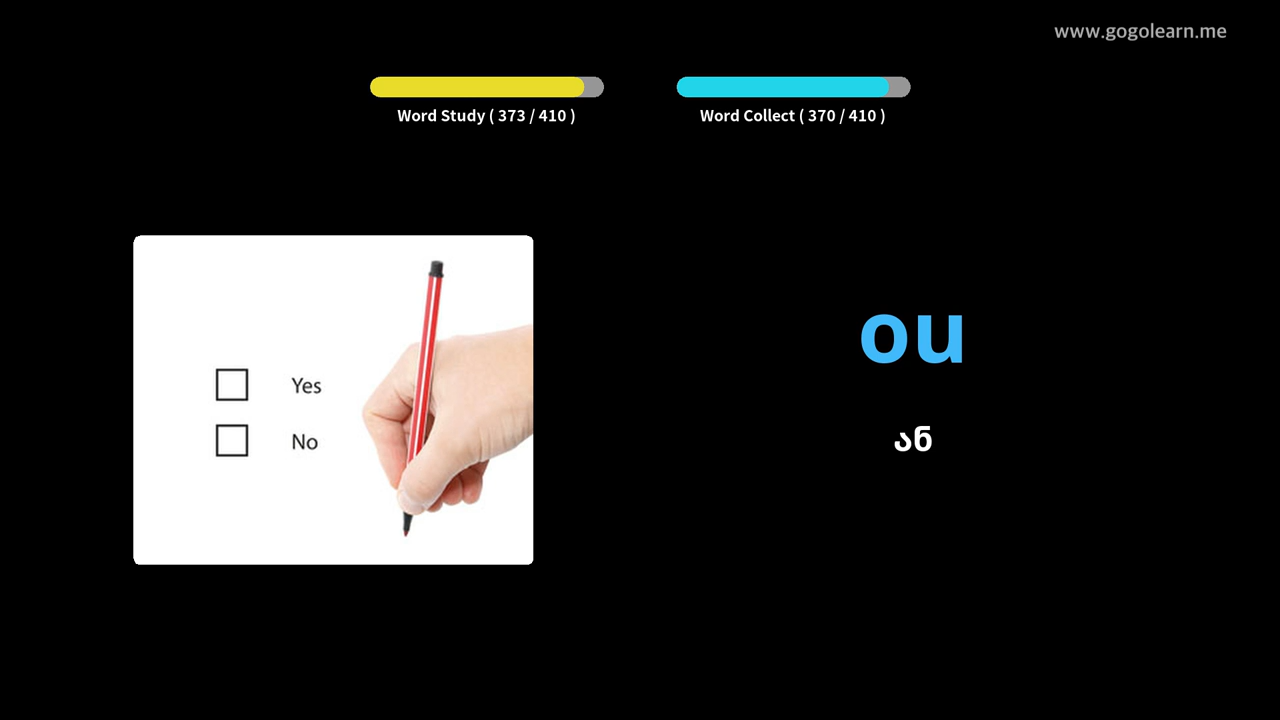 www.gogolearn.me
Word Study ( 373 / 410 )
Word Collect ( 370 / 410 )
Yes
No
ou
ან